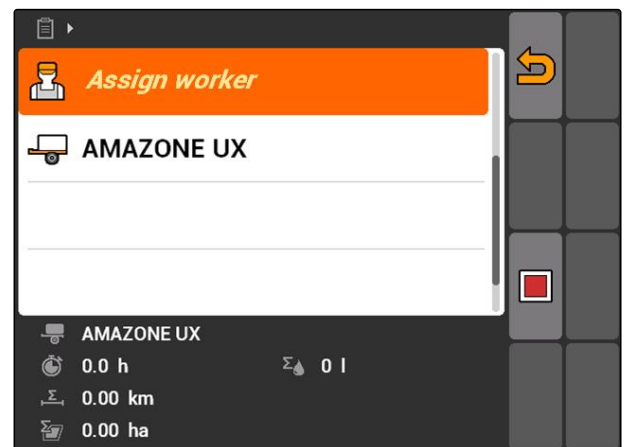 Assign worker
AMAZONE UX
AMAZONE UX
0.0 h Σ 0 l
Σ 0.00 km
Σ 0.00 ha